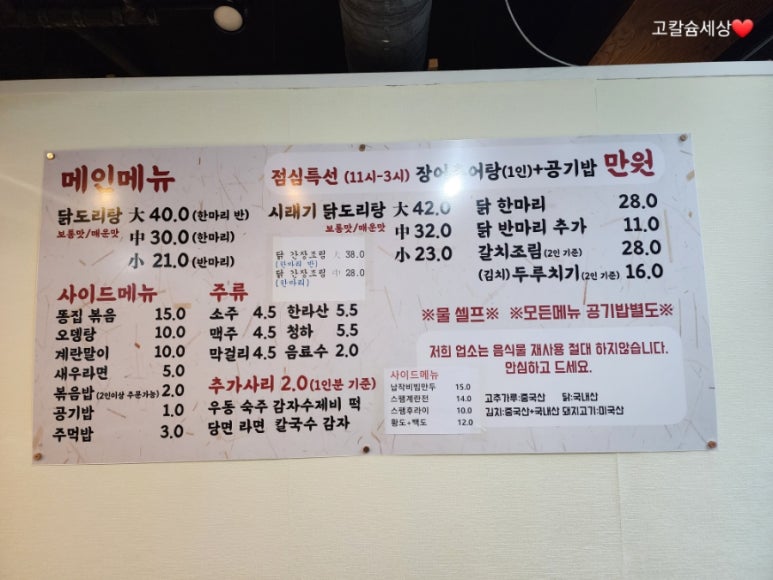 고칼슘세상❤️
메인메뉴
점심특선 (11시-3시) 장어추어탕(1인)+공기밥 만원
닭도리탕 大 40.0 (한마리 반)
보통맛/매운맛
中 30.0 (한마리)
小 21.0 (반마리)
시래기 닭도리탕 大 42.0
보통맛/매운맛 中 32.0
小 23.0
닭 간장조림 大 38.0
(한마리 반)
닭 간장조림 中 28.0
(한마리)
닭 한마리 28.0
닭 반마리 추가 11.0
갈치조림(2인 기준) 28.0
(김치)두루치기(2인 기준) 16.0
사이드메뉴
똥집 볶음 15.0
오뎅탕 10.0
계란말이 10.0
새우라면 5.0
볶음밥(2인이상 주문가능) 2.0
공기밥 1.0
주먹밥 3.0
주류
소주 4.5 한라산 5.5
맥주 4.5 청하 5.5
막걸리 4.5 음료수 2.0
추가사리 2.0(1인분 기준)
우동 숙주 감자수제비 떡
당면 라면 칼국수 감자
※물 셀프※ ※모든메뉴 공기밥별도※
저희 업소는 음식물 재사용 절대 하지않습니다.
안심하고 드세요.
사이드메뉴
납작비빔만두 15.0
스팸계란전 14.0
스팸후라이 10.0
황도+백도 12.0
고추가루:중국산 닭:국내산
김치:중국산+국내산 돼지고기:미국산